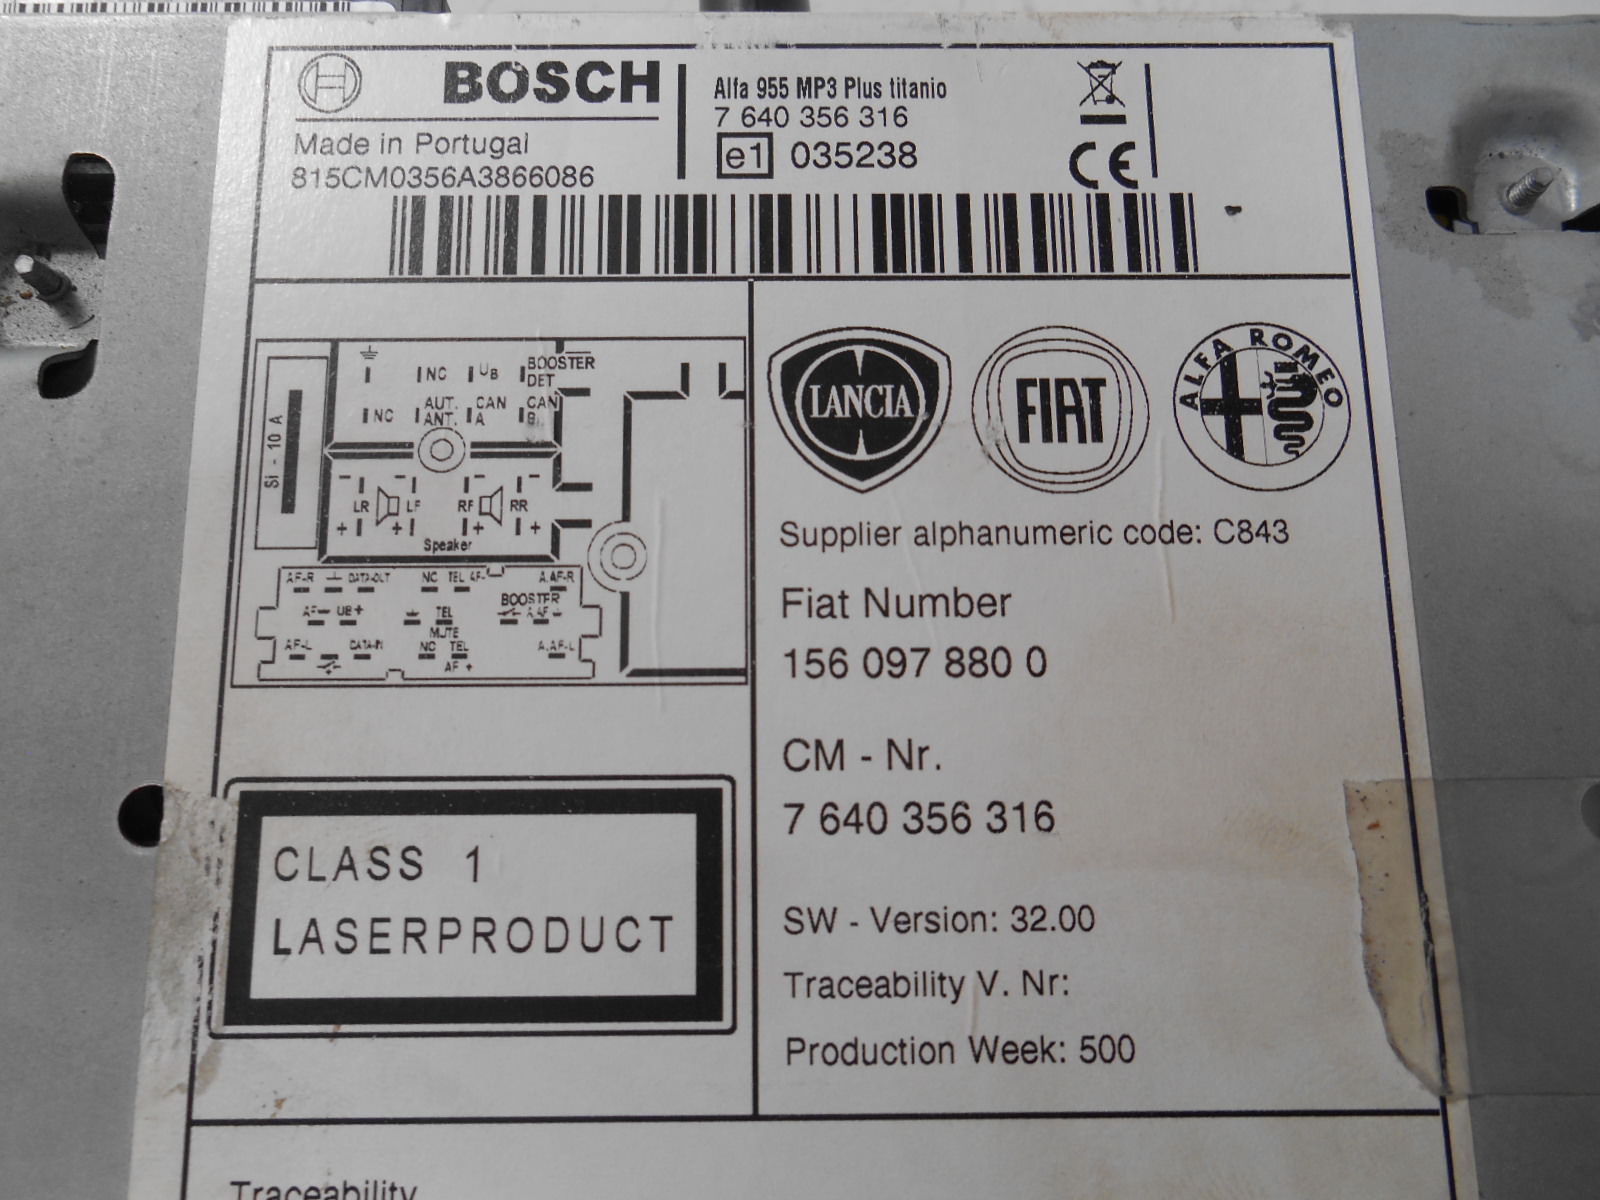 BOSCH
Made in Portugal
815CM0356A3866086
Alfa 955 MP3 Plus titanio
7 640 356 316
e1 035238
CE
Si - 10 A
NC UB BOOSTER DET
NC AUT. ANT. CAN A CAN B
- - - -
LR LF RF RR
+ + + +
Speaker
AF-R DATA-OUT NC TEL AF- A.AF-R
AF- UB+ TEL MUTE BOOSTER A.AF
AF-L DATA-IN NC TEL AF + A.AF-L
LANCIA
FIAT
ALFA ROMEO
Supplier alphanumeric code: C843
Fiat Number
156 097 880 0
CM - Nr.
7 640 356 316
SW - Version: 32.00
Traceability V. Nr:
Production Week: 500
CLASS 1
LASERPRODUCT
Traceability